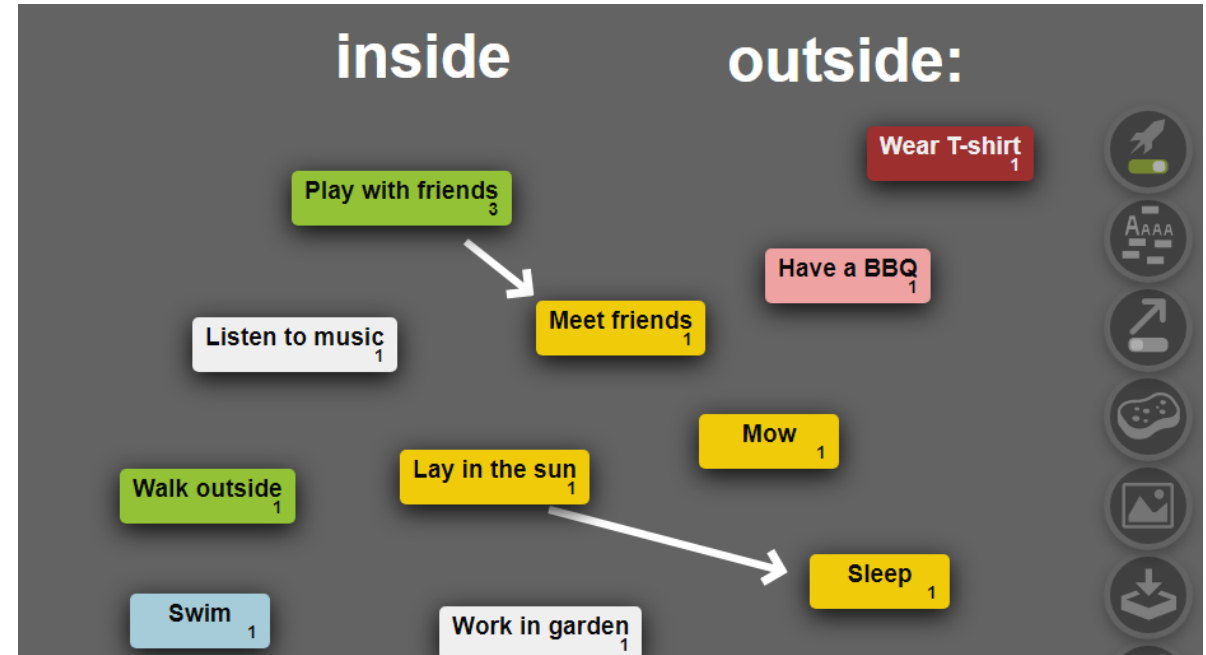 inside
outside:
Wear T-shirt
1
Play with friends
3
Have a BBQ
1
Meet friends
1
Listen to music
1
Mow
1
Lay in the sun
1
Walk outside
1
Sleep
1
Swim
1
Work in garden
1
AAAA